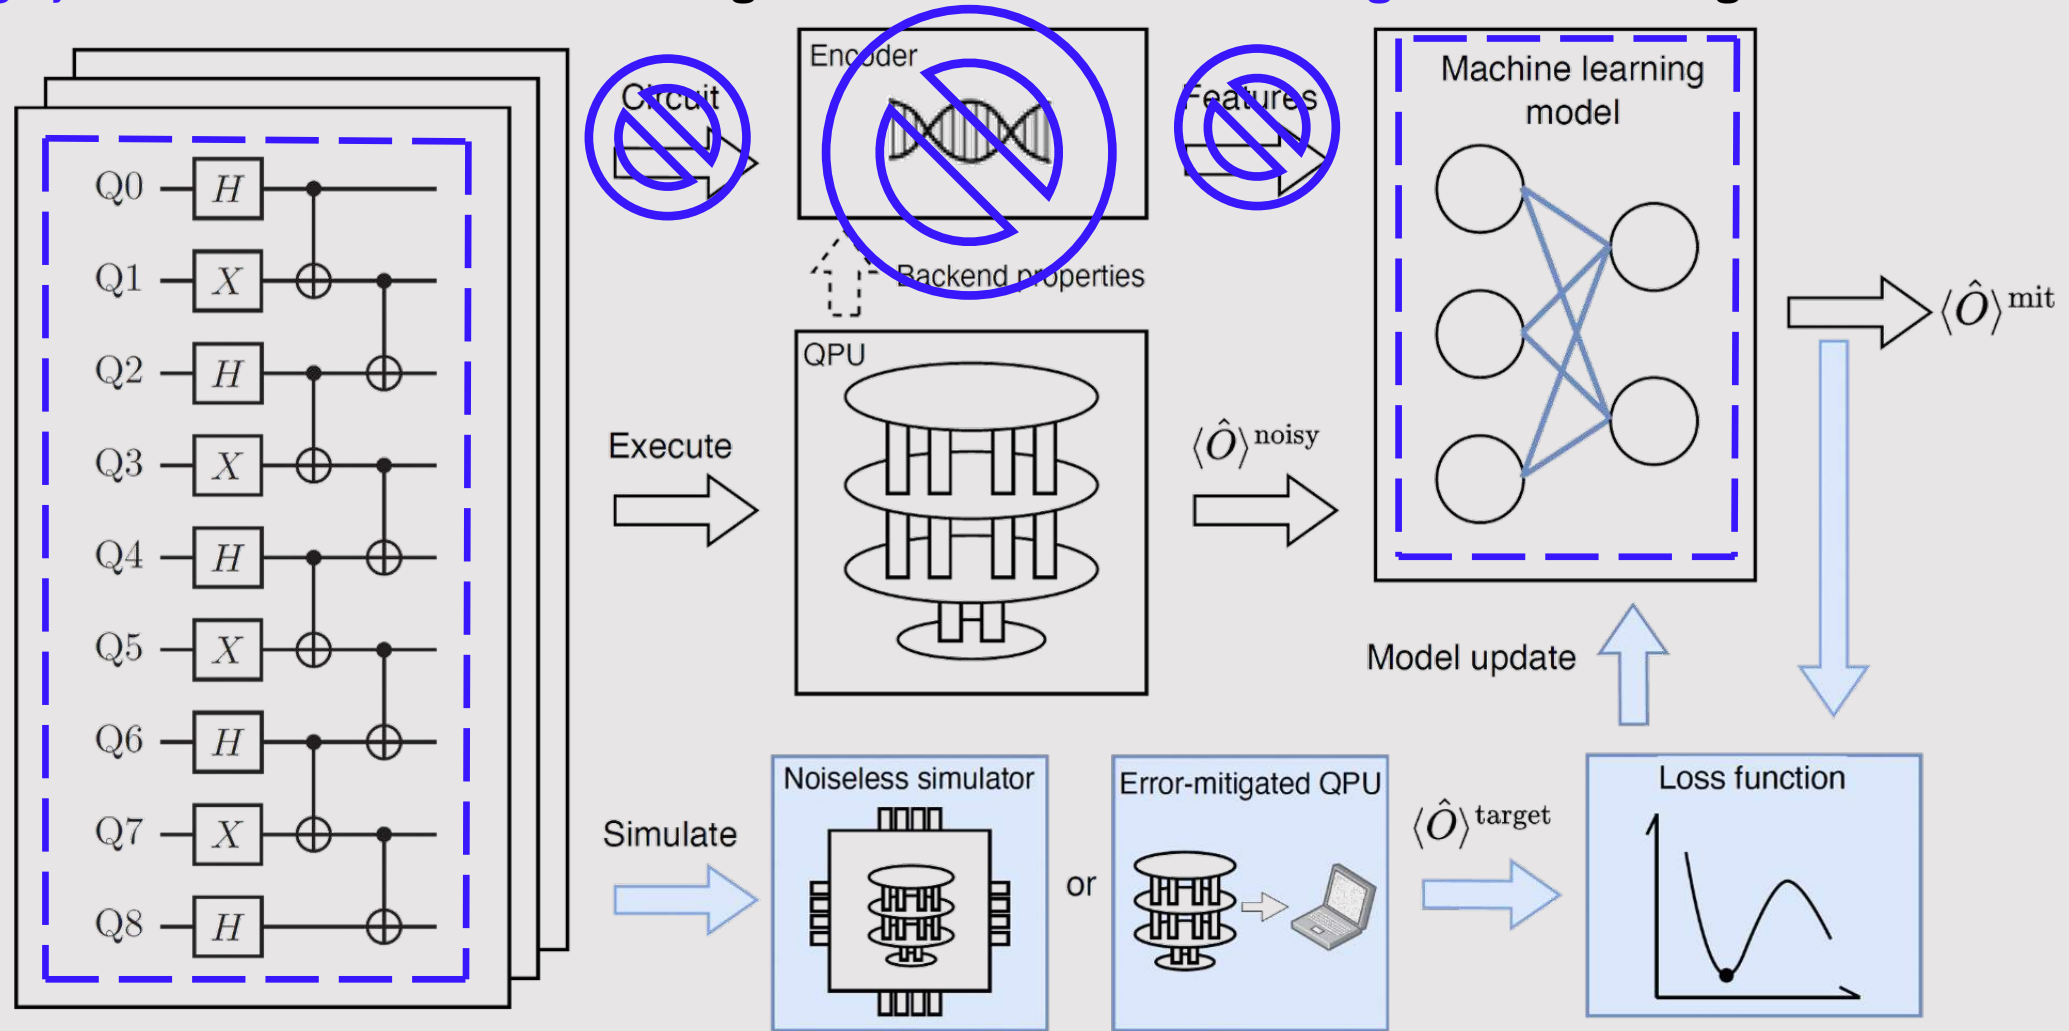 Q0 H
Q1 X
Q2 H
Q3 X
Q4 H
Q5 X
Q6 H
Q7 X
Q8 H
Circuit
Encoder
Features
Backend properties
Machine learning
model
⟨Ô⟩mit
Execute
QPU
⟨Ô⟩noisy
Model update
Simulate
Noiseless simulator
or
Error-mitigated QPU
⟨Ô⟩target
Loss function